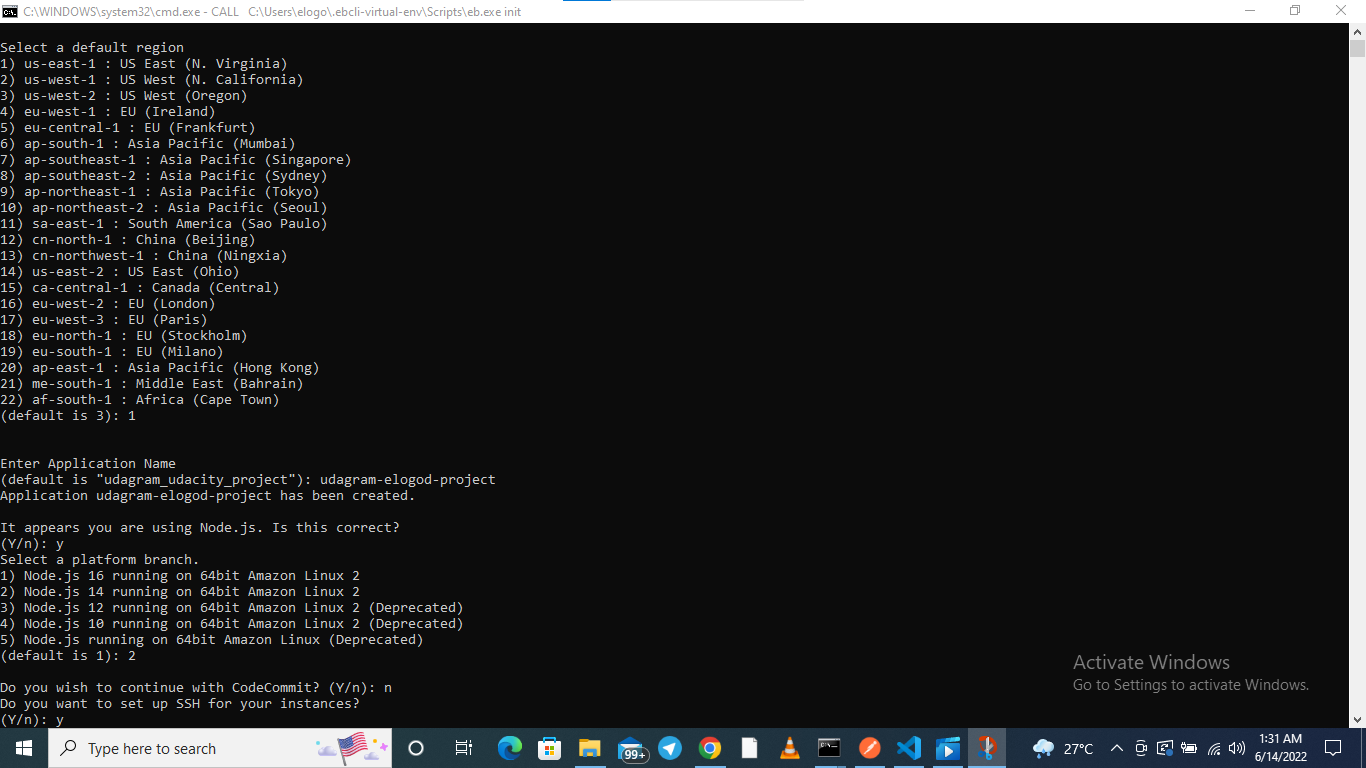 C:\WINDOWS\system32\cmd.exe - CALL C:\Users\elogo\.ebcli-virtual-env\Scripts\eb.exe init
Select a default region
1) us-east-1 : US East (N. Virginia)
2) us-west-1 : US West (N. California)
3) us-west-2 : US West (Oregon)
4) eu-west-1 : EU (Ireland)
5) eu-central-1 : EU (Frankfurt)
6) ap-south-1 : Asia Pacific (Mumbai)
7) ap-southeast-1 : Asia Pacific (Singapore)
8) ap-southeast-2 : Asia Pacific (Sydney)
9) ap-northeast-1 : Asia Pacific (Tokyo)
10) ap-northeast-2 : Asia Pacific (Seoul)
11) sa-east-1 : South America (Sao Paulo)
12) cn-north-1 : China (Beijing)
13) cn-northwest-1 : China (Ningxia)
14) us-east-2 : US East (Ohio)
15) ca-central-1 : Canada (Central)
16) eu-west-2 : EU (London)
17) eu-west-3 : EU (Paris)
18) eu-north-1 : EU (Stockholm)
19) eu-south-1 : EU (Milano)
20) ap-east-1 : Asia Pacific (Hong Kong)
21) me-south-1 : Middle East (Bahrain)
22) af-south-1 : Africa (Cape Town)
(default is 3): 1
Enter Application Name
(default is "udagram_udacity_project"): udagram-elogod-project
Application udagram-elogod-project has been created.
It appears you are using Node.js. Is this correct?
(Y/n): y
Select a platform branch.
1) Node.js 16 running on 64bit Amazon Linux 2
2) Node.js 14 running on 64bit Amazon Linux 2
3) Node.js 12 running on 64bit Amazon Linux 2 (Deprecated)
4) Node.js 10 running on 64bit Amazon Linux 2 (Deprecated)
5) Node.js running on 64bit Amazon Linux (Deprecated)
(default is 1): 2
Do you wish to continue with CodeCommit? (Y/n): n
Do you want to set up SSH for your instances?
(Y/n): y
Activate Windows
Go to Settings to activate Windows.
Type here to search
99+
27°C
1:31 AM
6/14/2022